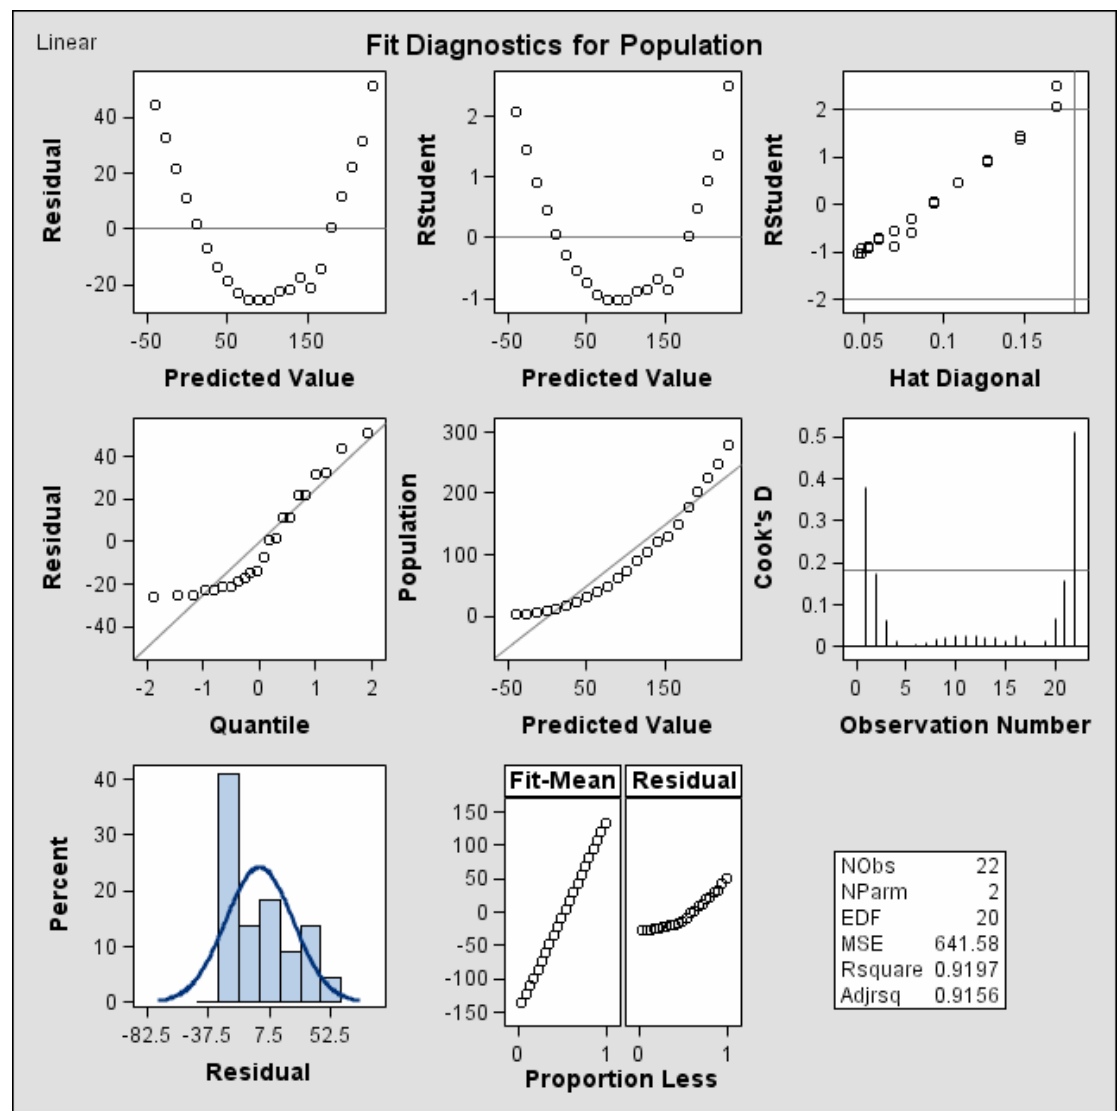 Linear
Fit Diagnostics for Population
Residual
40
20
0
-20
-50 50 150
Predicted Value
RStudent
2
1
0
-1
-50 50 150
Predicted Value
RStudent
2
1
0
-1
-2
0.05 0.1 0.15
Hat Diagonal
Residual
40
20
0
-20
-40
-2 -1 0 1 2
Quantile
Population
300
200
100
0
-50 50 150
Predicted Value
Cook's D
0.5
0.4
0.3
0.2
0.1
0
0 5 10 15 20
Observation Number
Percent
40
30
20
10
0
-82.5 -37.5 7.5 52.5
Residual
Fit-Mean Residual
150
100
50
0
-50
-100
-150
0 1 0 1
Proportion Less
NObs 22
NParm 2
EDF 20
MSE 641.58
Rsquare 0.9197
Adjrsq 0.9156